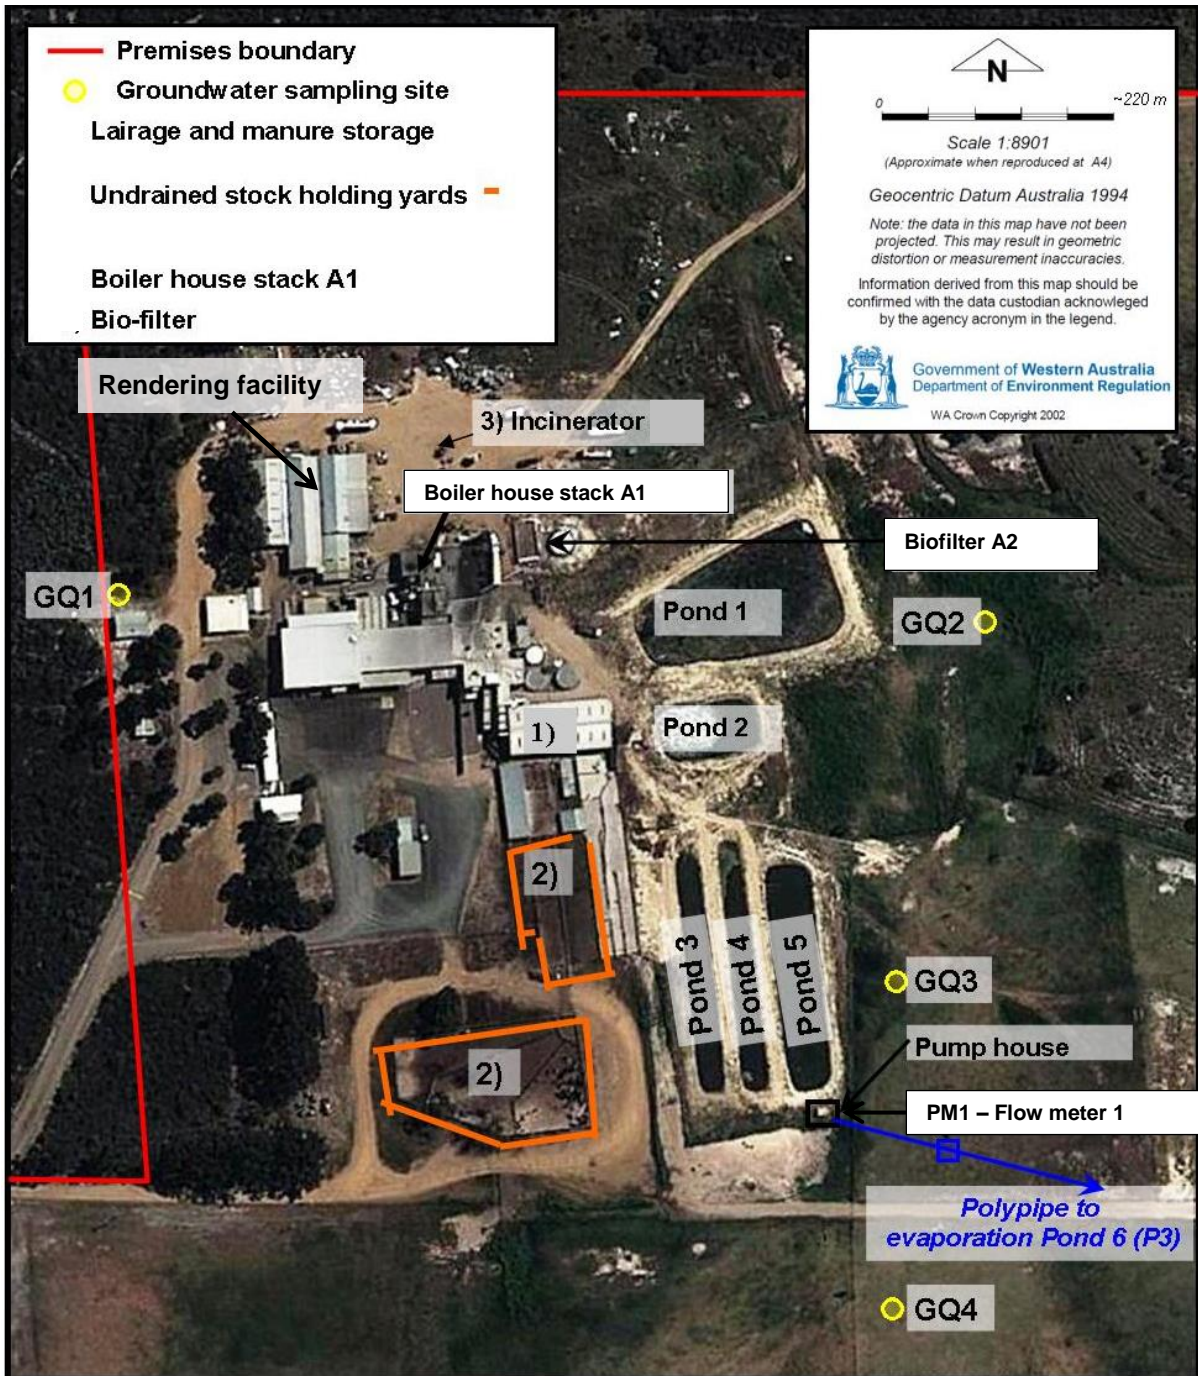 Premises boundary
Groundwater sampling site
Lairage and manure storage
Undrained stock holding yards
Boiler house stack A1
Bio-filter
N
0
~220 m
Scale 1:8901
(Approximate when reproduced at A4)
Geocentric Datum Australia 1994
Note: the data in this map have not been
projected. This may result in geometric
distortion or measurement inaccuracies.
Information derived from this map should be
confirmed with the data custodian acknowleged
by the agency acronym in the legend.
Government of Western Australia
Department of Environment Regulation
WA Crown Copyright 2002
Rendering facility
3) Incinerator
Boiler house stack A1
Biofilter A2
GQ1
Pond 1
GQ2
Pond 2
1)
2)
Pond 3
Pond 4
Pond 5
GQ3
Pump house
2)
PM1 – Flow meter 1
Polypipe to
evaporation Pond 6 (P3)
GQ4